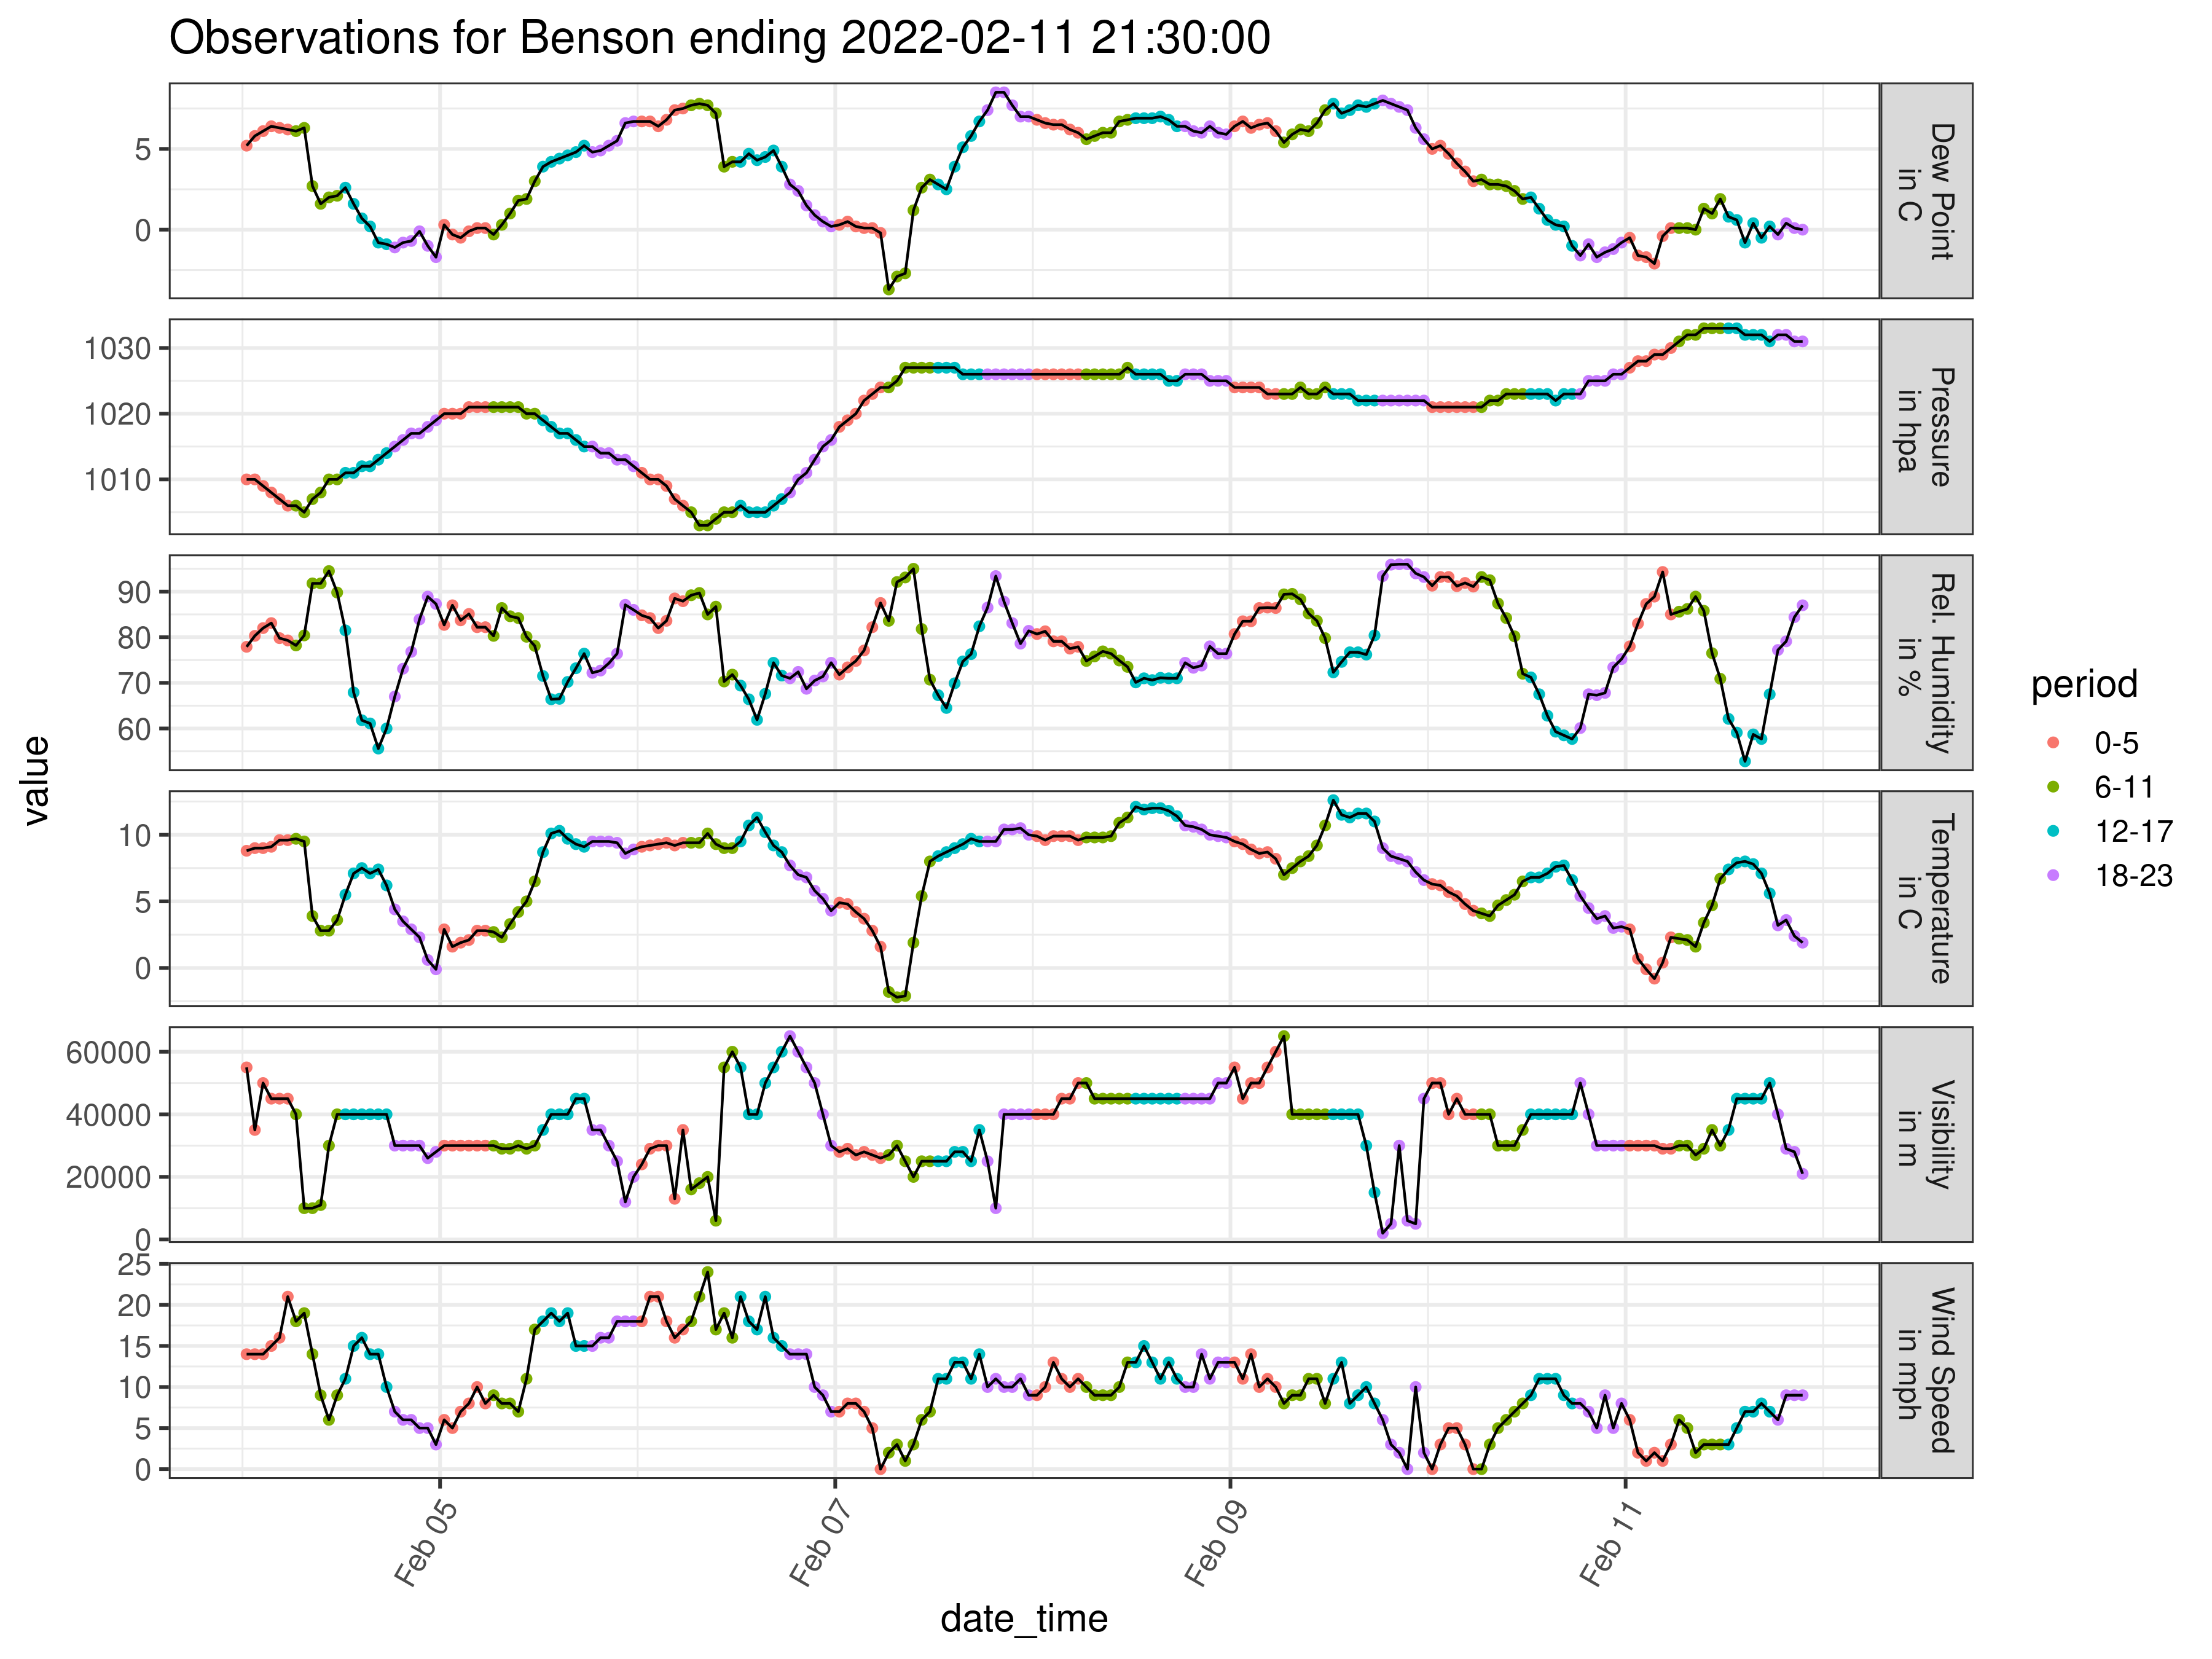 Observations for Benson ending 2022-02-11 21:30:00
value
5
0
Dew Point
in C
1030
1020
1010
Pressure
in hpa
90
80
70
60
Rel. Humidity
in %
10
5
0
Temperature
in C
60000
40000
20000
0
Visibility
in m
25
20
15
10
5
0
Wind Speed
in mph
Feb 05
Feb 07
Feb 09
Feb 11
date_time
period
0-5
6-11
12-17
18-23